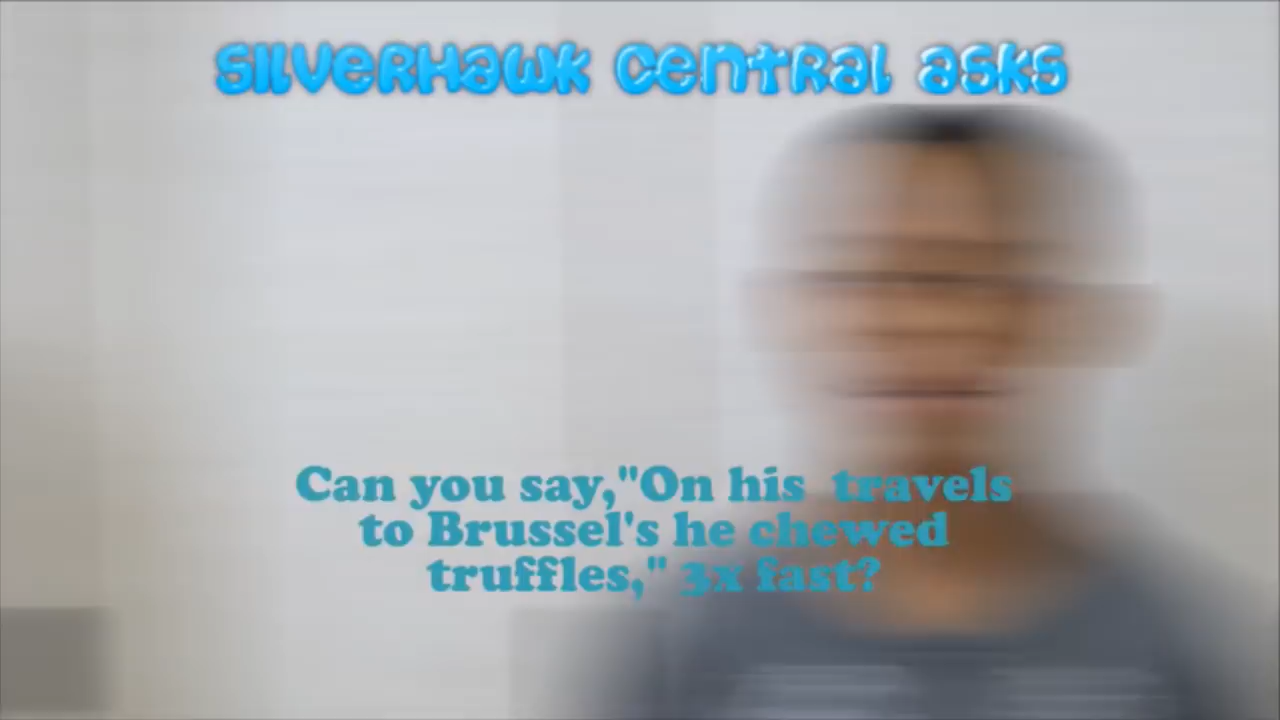 SILVERHAWK CENTRAL ASKS
Can you say,"On his travels
to Brussel's he chewed
truffles," 3x fast?